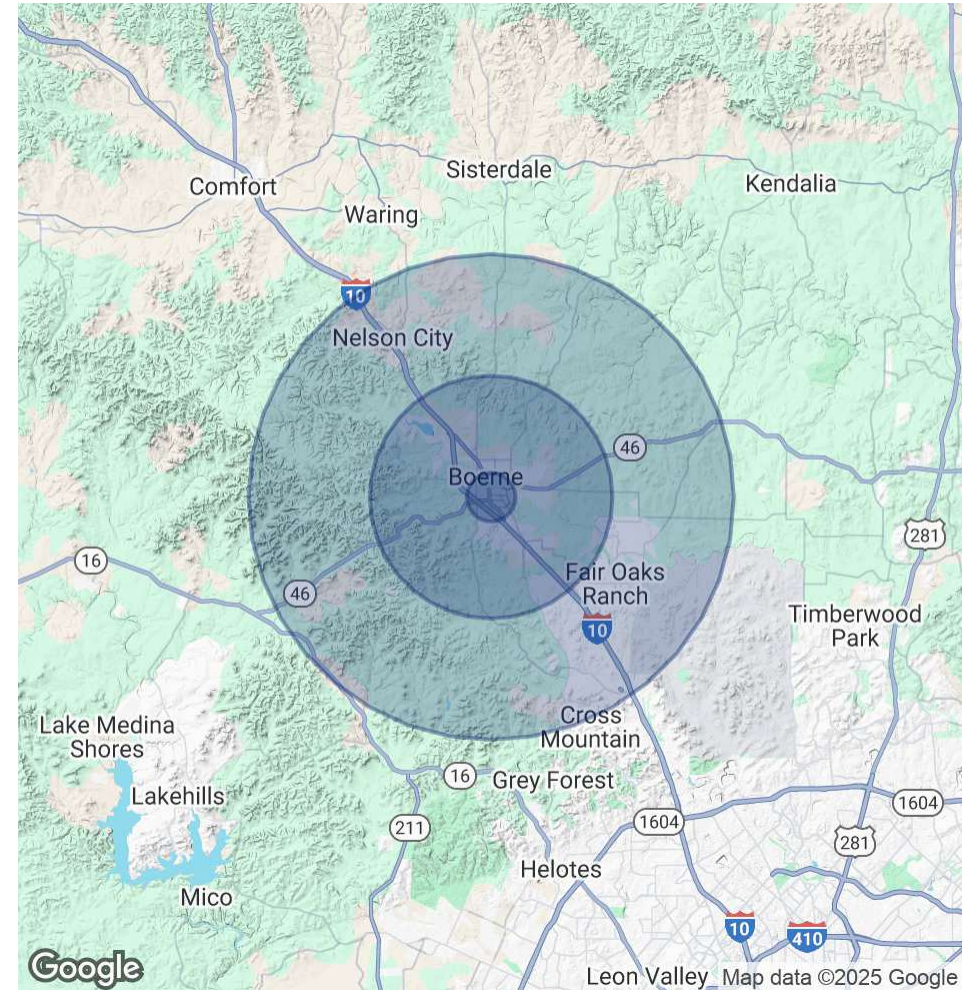 Sisterdale
Comfort
Kendalia
Waring
10
Nelson City
46
Boerne
281
16
Fair Oaks
Ranch
46
Timberwood
Park
10
Lake Medina
Shores
Cross
Mountain
16
Grey Forest
Lakehills
1604
211
1604
281
Helotes
Mico
10
410
Google
Leon Valley
Map data ©2025 Google